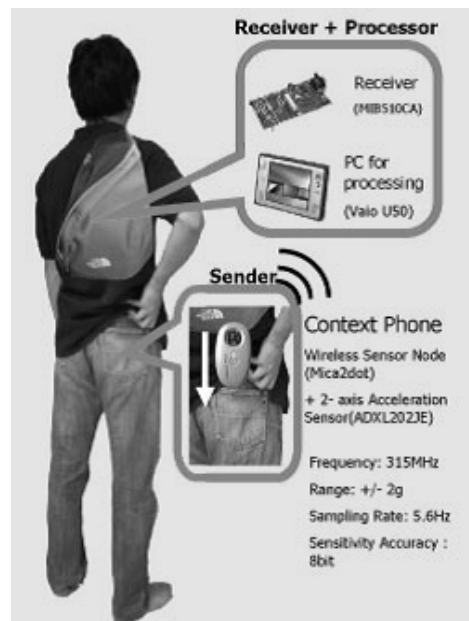 Receiver + Processor
Receiver
(MIB510CA)
PC for
processing
(Vaio U50)
Sender
Context Phone
Wireless Sensor Node
(Mica2dot)
+ 2- axis Acceleration
Sensor(ADXL202JE)
Frequency: 315MHz
Range: +/- 2g
Sampling Rate: 5.6Hz
Sensitivity Accuracy :
8bit